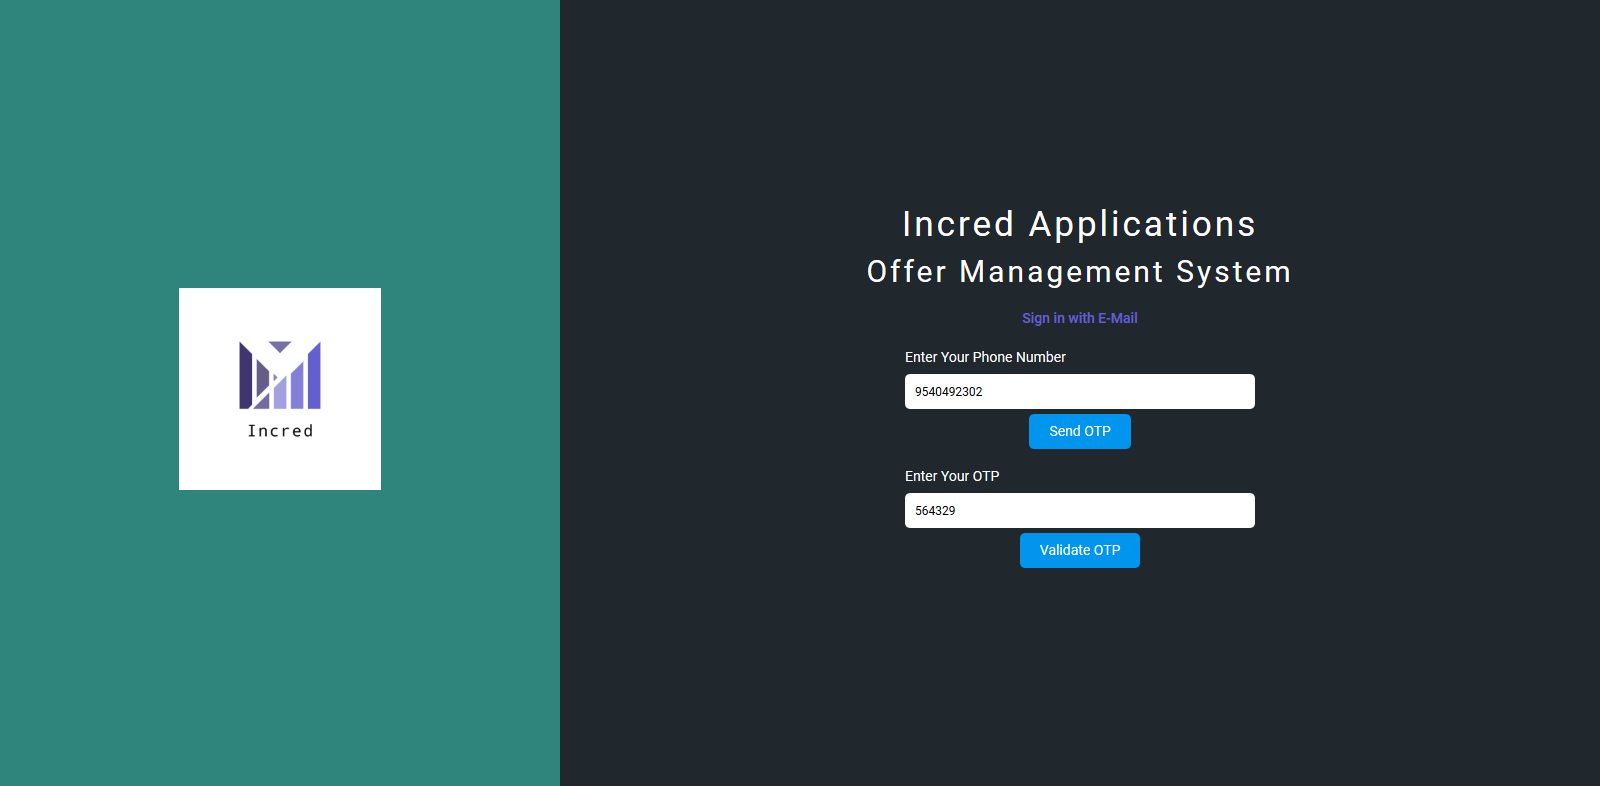 Incred
Incred Applications
Offer Management System
Sign in with E-Mail
Enter Your Phone Number
9540492302
Send OTP
Enter Your OTP
564329
Validate OTP